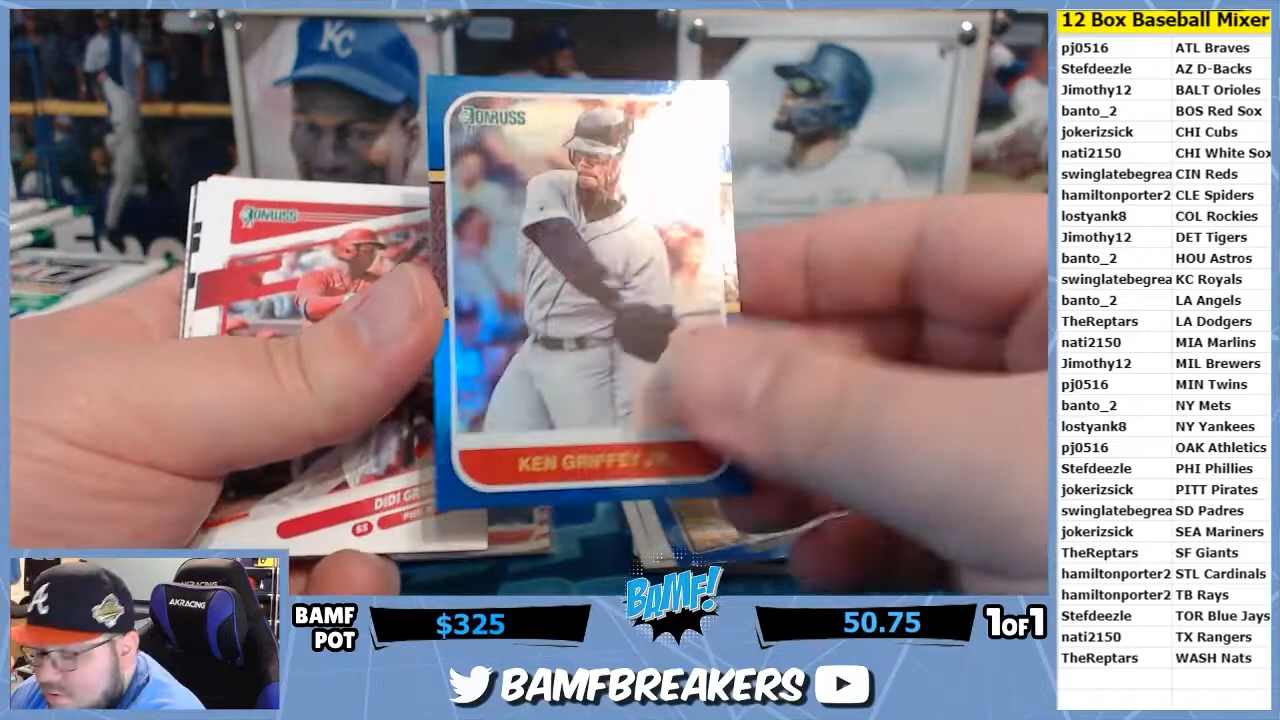 12 Box Baseball Mixer
pj0516 ATL Braves
Stefdeezle AZ D-Backs
Jimothy12 BALT Orioles
banto_2 BOS Red Sox
jokerizsick CHI Cubs
nati2150 CHI White Sox
swinglatebegrea CIN Reds
hamiltonporter2 CLE Spiders
lostyank8 COL Rockies
Jimothy12 DET Tigers
banto_2 HOU Astros
swinglatebegrea KC Royals
banto_2 LA Angels
TheReptars LA Dodgers
nati2150 MIA Marlins
Jimothy12 MIL Brewers
pj0516 MIN Twins
banto_2 NY Mets
lostyank8 NY Yankees
pj0516 OAK Athletics
Stefdeezle PHI Phillies
jokerizsick PITT Pirates
swinglatebegrea SD Padres
jokerizsick SEA Mariners
TheReptars SF Giants
hamiltonporter2 STL Cardinals
hamiltonporter2 TB Rays
Stefdeezle TOR Blue Jays
nati2150 TX Rangers
TheReptars WASH Nats
KC
DONRUSS
DONRUSS
KEN GRIFFEY
DIDI
SS
A
AKRACING
AKRACING
BAMF POT
$325
BAMF!
50.75
1OF1
BAMFBREAKERS